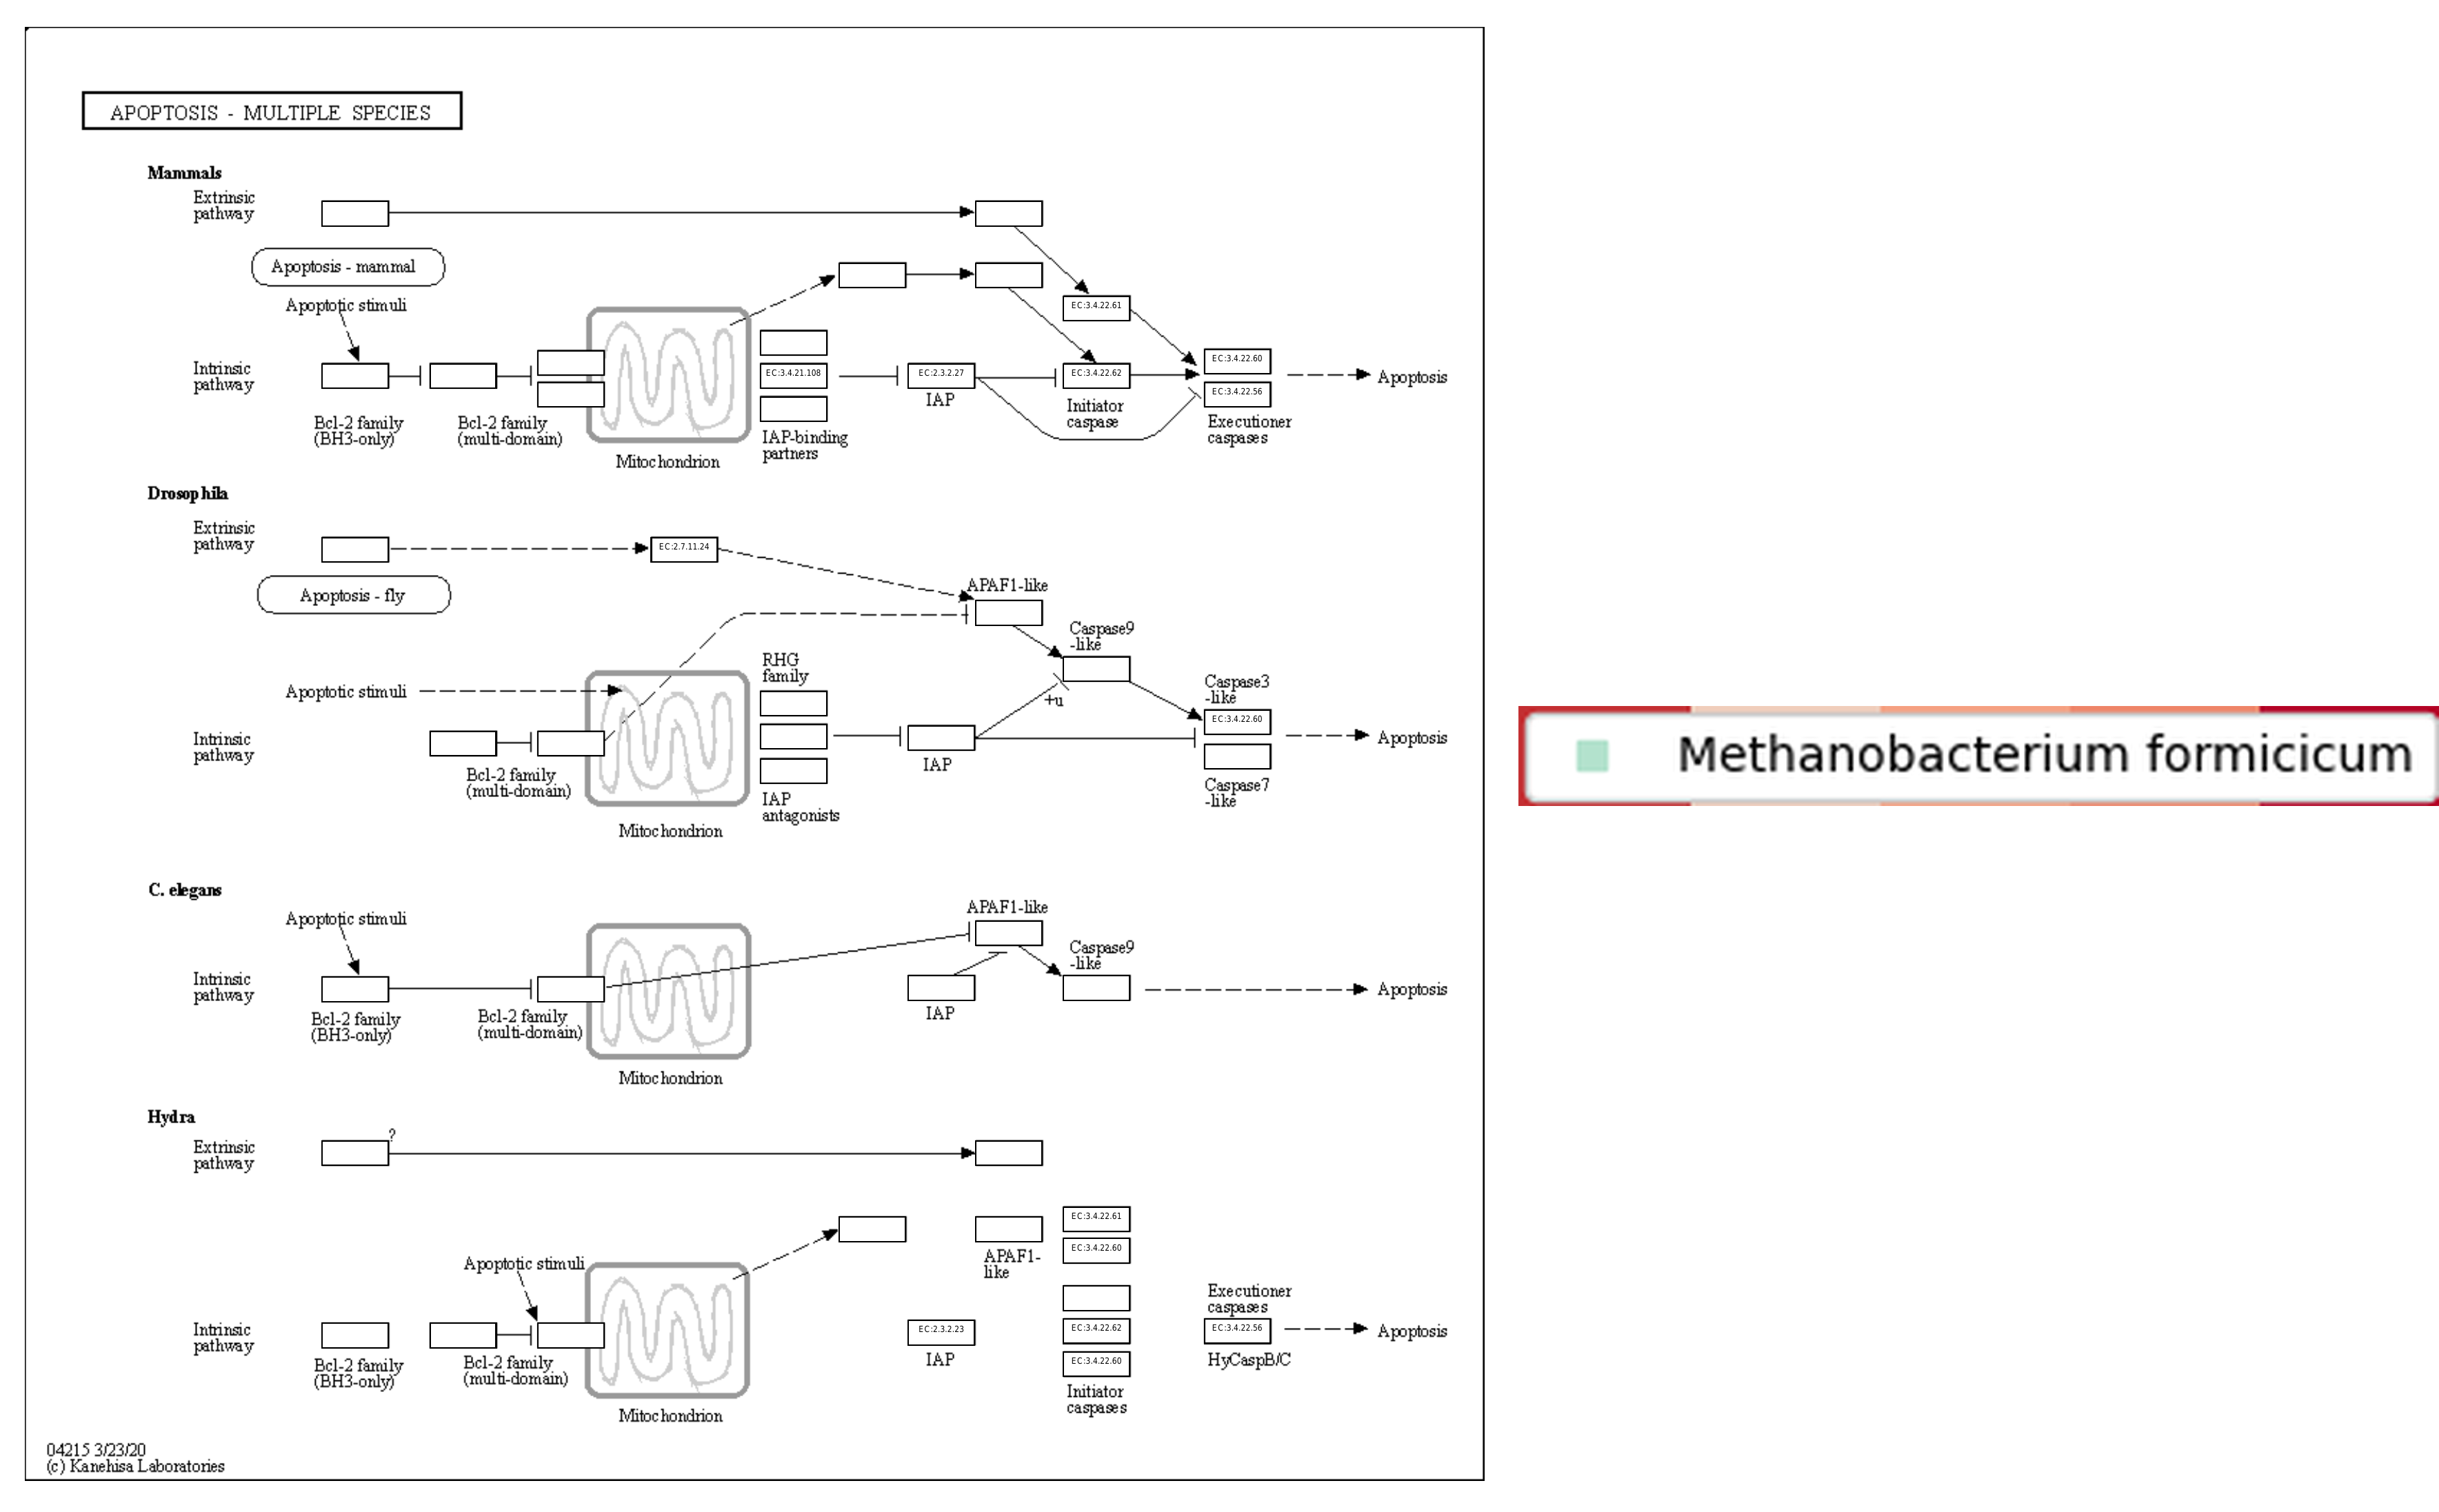 APOPTOSIS - MULTIPLE SPECIES
Mammals
Extrinsic
pathway
Apoptosis - mammal
Apoptotic stimuli
EC:3.4.22.61
Intrinsic
pathway
EC:3.4.21.108
EC:2.3.2.27
EC:3.4.22.62
EC:3.4.22.60
EC:3.4.22.56
Apoptosis
IAP
Initiator
caspase
Bcl-2 family
(BH3-only)
Bcl-2 family
(multi-domain)
IAP-binding
partners
Executioner
caspases
Mitochondrion
Drosophila
Extrinsic
pathway
EC:2.7.11.24
Apoptosis - fly
APAF1-like
Caspase9
-like
RHG
family
Apoptotic stimuli
+u
Caspase3
-like
EC:3.4.22.60
Intrinsic
pathway
Apoptosis
IAP
Bcl-2 family
(multi-domain)
IAP
antagonists
Caspase7
-like
Mitochondrion
C. elegans
Apoptotic stimuli
APAF1-like
Caspase9
-like
Intrinsic
pathway
Apoptosis
Bcl-2 family
(BH3-only)
Bcl-2 family
(multi-domain)
IAP
Mitochondrion
Hydra
Extrinsic
pathway
?
EC:3.4.22.61
EC:3.4.22.60
APAF1-
like
Apoptotic stimuli
Executioner
caspases
Intrinsic
pathway
EC:2.3.2.23
EC:3.4.22.62
EC:3.4.22.56
Apoptosis
Bcl-2 family
(BH3-only)
Bcl-2 family
(multi-domain)
IAP
EC:3.4.22.60
HyCaspB/C
Initiator
caspases
Mitochondrion
04215 3/23/20
(c) Kanehisa Laboratories
Methanobacterium formicicum